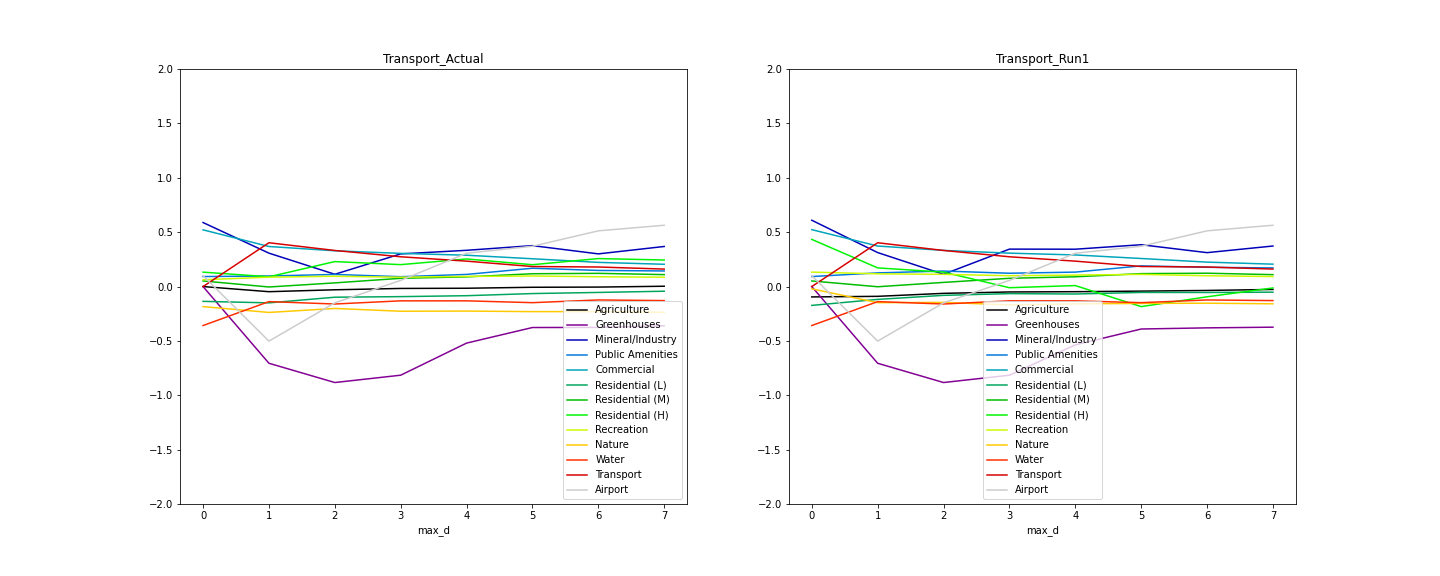 Transport_Actual
2.0
1.5
1.0
0.5
0.0
−0.5
−1.0
−1.5
−2.0
0 1 2 3 4 5 6 7
max_d
Agriculture
Greenhouses
Mineral/Industry
Public Amenities
Commercial
Residential (L)
Residential (M)
Residential (H)
Recreation
Nature
Water
Transport
Airport
Transport_Run1
2.0
1.5
1.0
0.5
0.0
−0.5
−1.0
−1.5
−2.0
0 1 2 3 4 5 6 7
max_d
Agriculture
Greenhouses
Mineral/Industry
Public Amenities
Commercial
Residential (L)
Residential (M)
Residential (H)
Recreation
Nature
Water
Transport
Airport